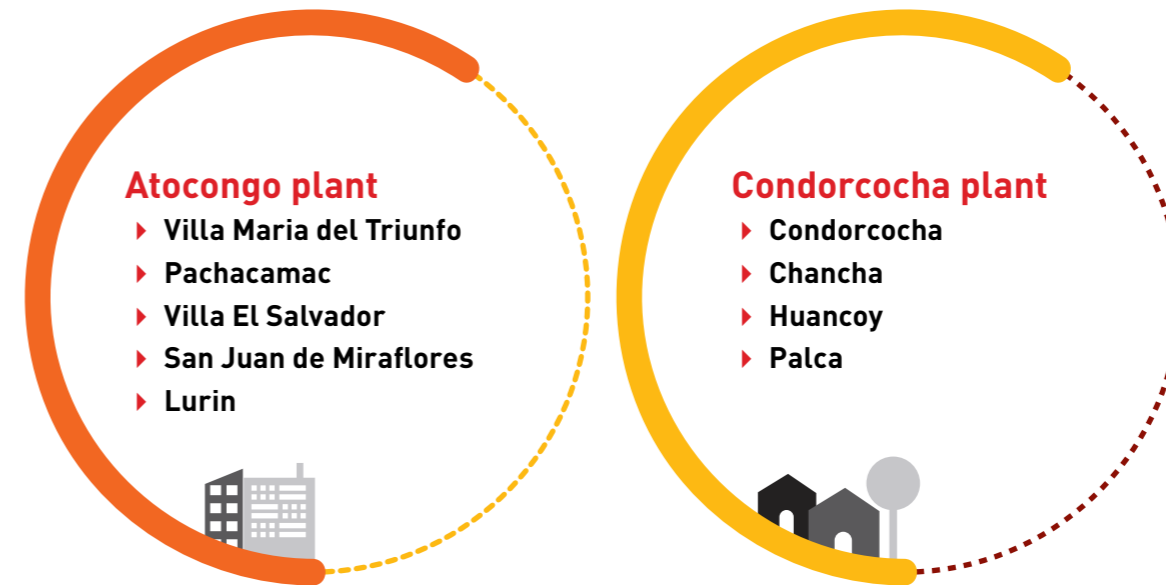 Atocongo plant
Villa Maria del Triunfo
Pachacamac
Villa El Salvador
San Juan de Miraflores
Lurin
Condorcocha plant
Condorcocha
Chancha
Huancoy
Palca